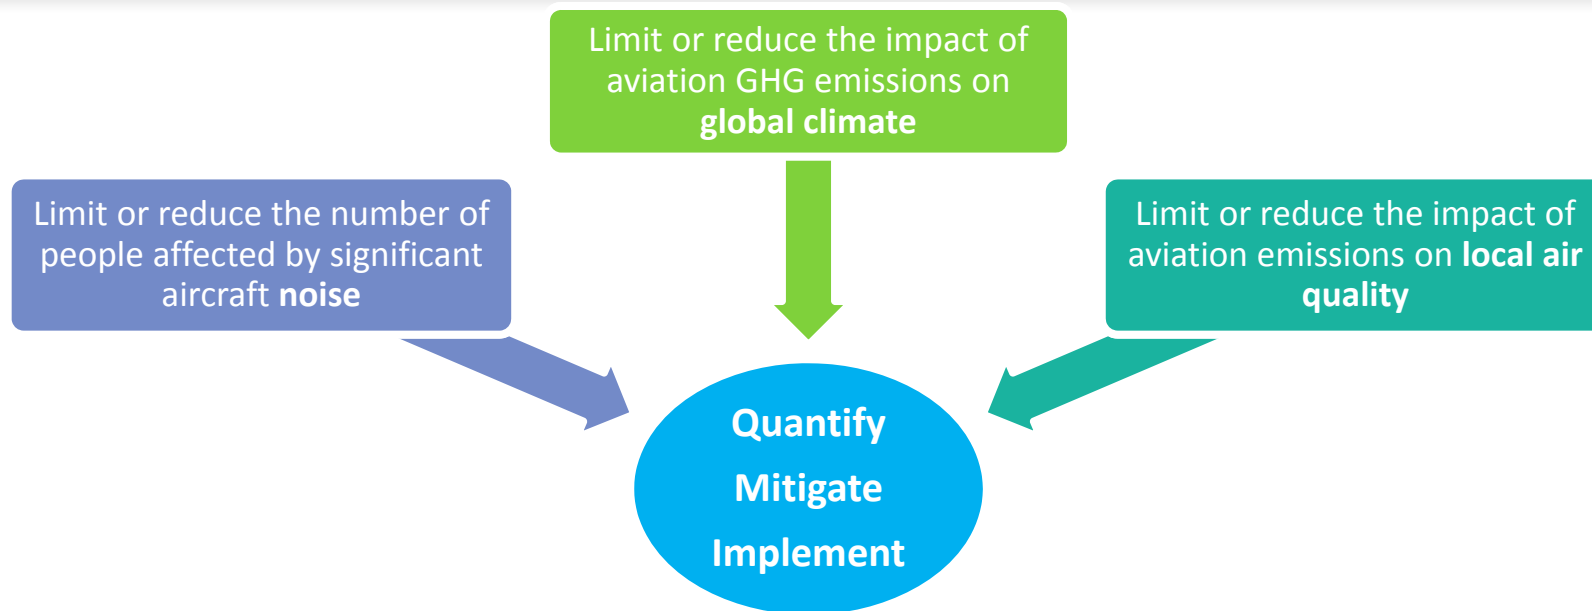 Limit or reduce the impact of
aviation GHG emissions on
global climate
Limit or reduce the number of
people affected by significant
aircraft noise
Limit or reduce the impact of
aviation emissions on local air
quality
Quantify
Mitigate
Implement